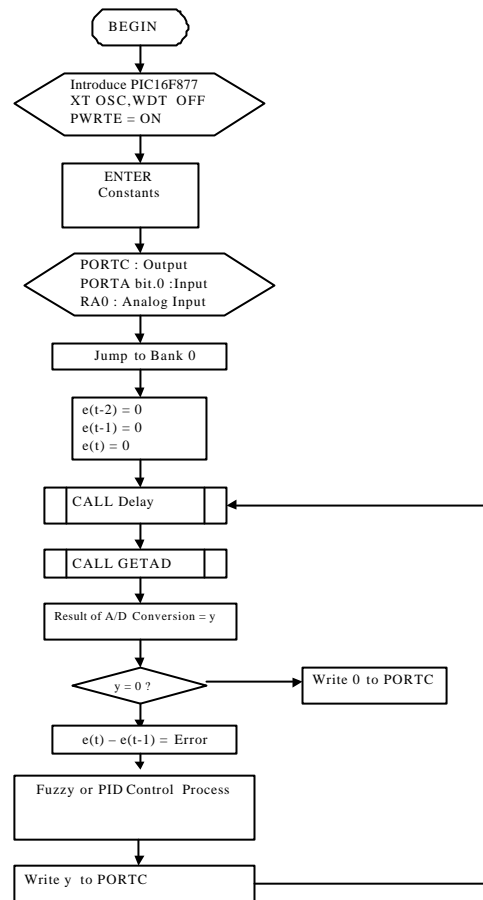 BEGIN
Introduce PIC16F877
XT OSC,WDT OFF
PWRTE = ON
ENTER
Constants
PORTC : Output
PORTA bit.0 :Input
RA0 : Analog Input
Jump to Bank 0
e(t-2) = 0
e(t-1) = 0
e(t) = 0
CALL Delay
CALL GETAD
Result of A/D Conversion = y
y = 0 ?
Write 0 to PORTC
e(t) – e(t-1) = Error
Fuzzy or PID Control Process
Write y to PORTC